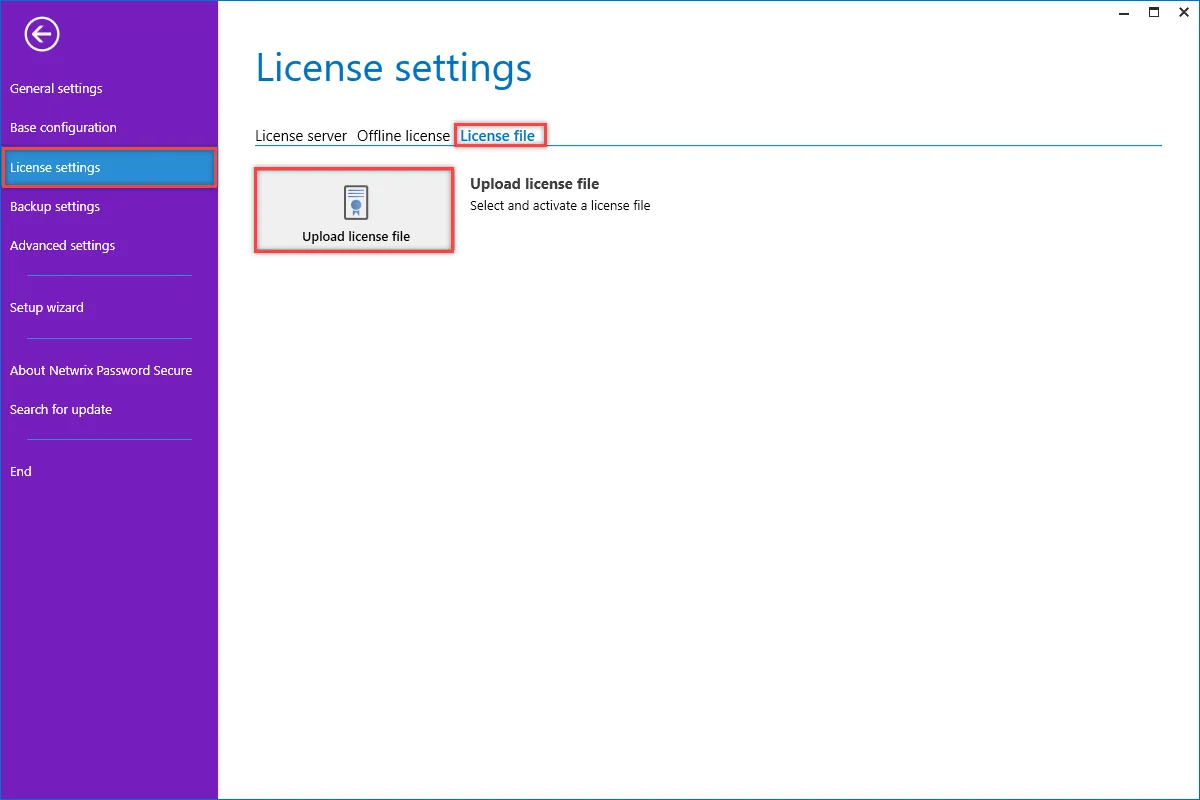 License settings
General settings
Base configuration
License settings
Backup settings
Advanced settings
Setup wizard
About Netwrix Password Secure
Search for update
End
License server Offline license License file
Upload license file
Upload license file
Select and activate a license file